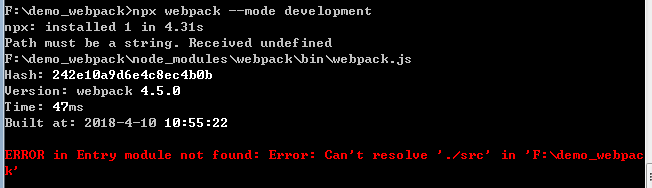 F:\demo_webpack>npx webpack --mode development
npx: installed 1 in 4.31s
Path must be a string. Received undefined
F:\demo_webpack\node_modules\webpack\bin\webpack.js
Hash: 242e10a9d6e4c8ec4b0b
Version: webpack 4.5.0
Time: 47ms
Built at: 2018-4-10 10:55:22
ERROR in Entry module not found: Error: Can't resolve './src' in 'F:\demo_webpac
k'